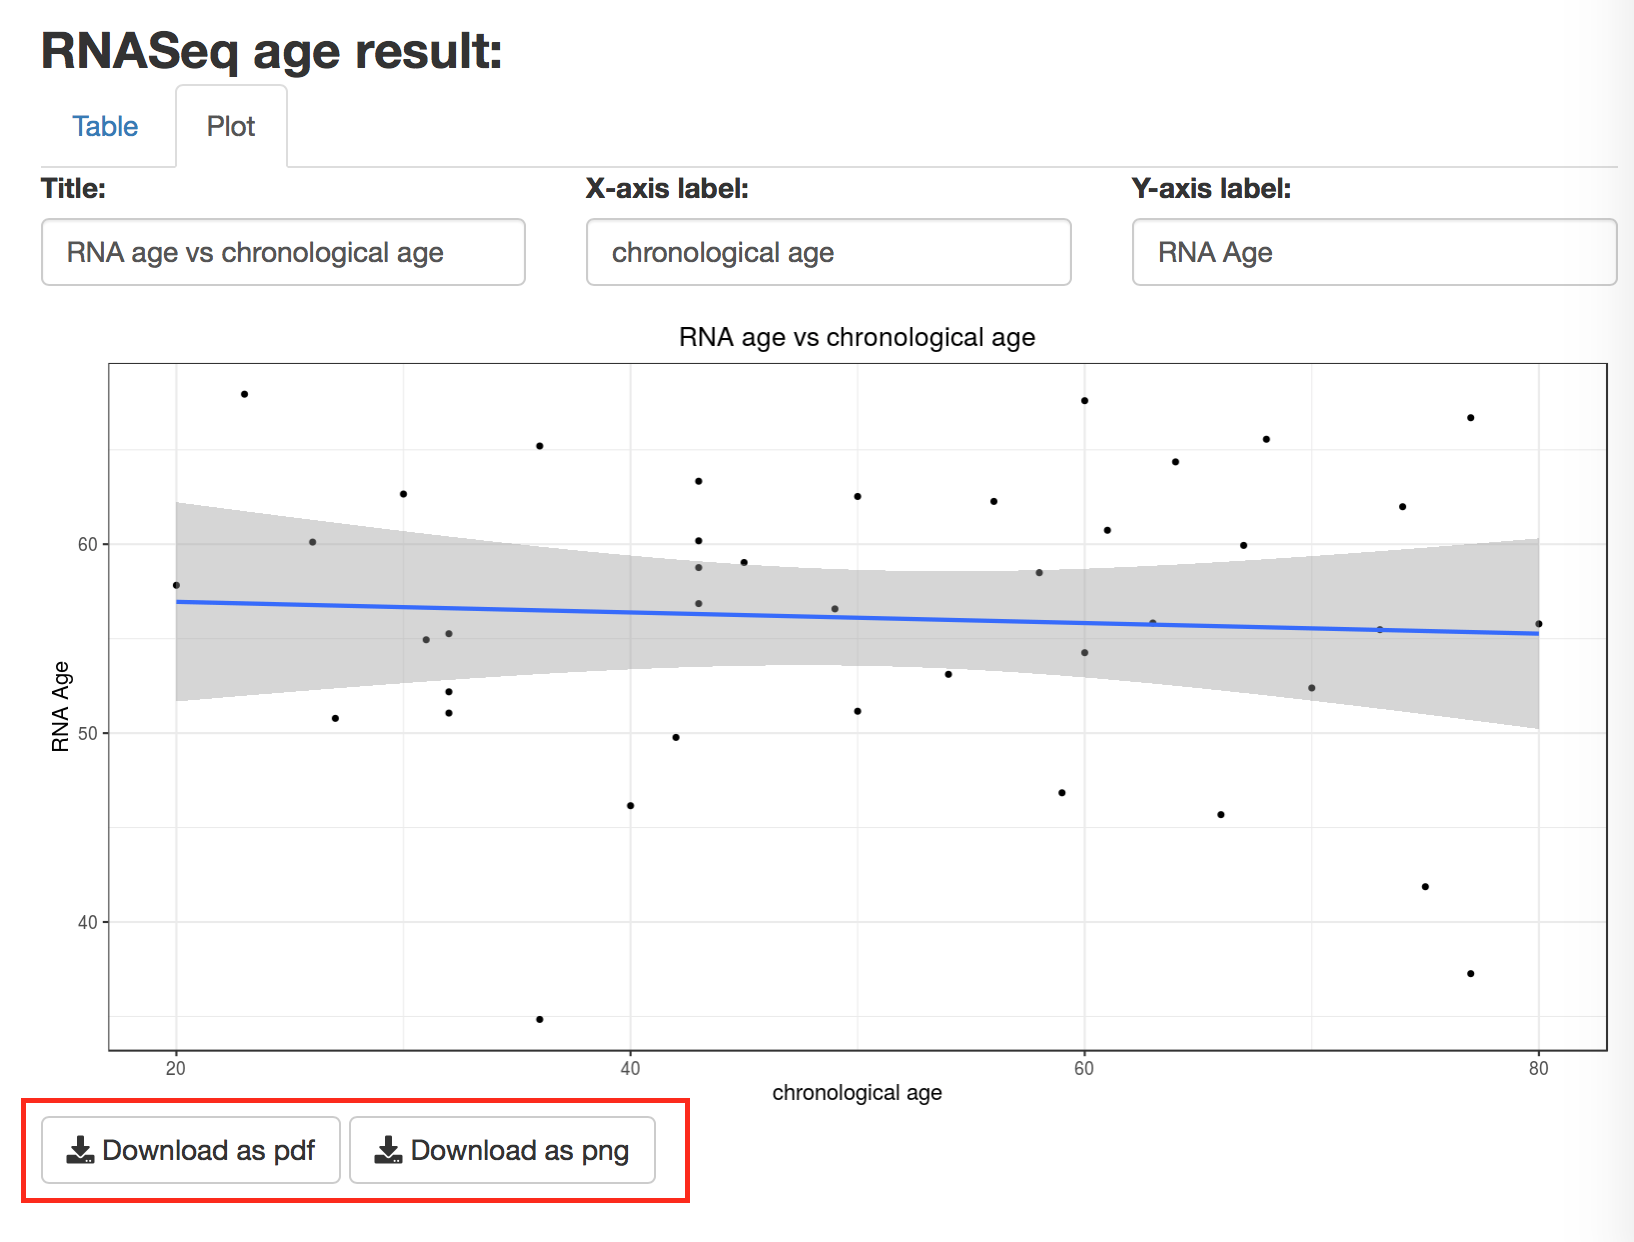 RNASeq age result:
Table Plot
Title: X-axis label: Y-axis label:
RNA age vs chronological age chronological age RNA Age
RNA age vs chronological age
60
50
40
RNA Age
20 40 60 80
chronological age
Download as pdf Download as png